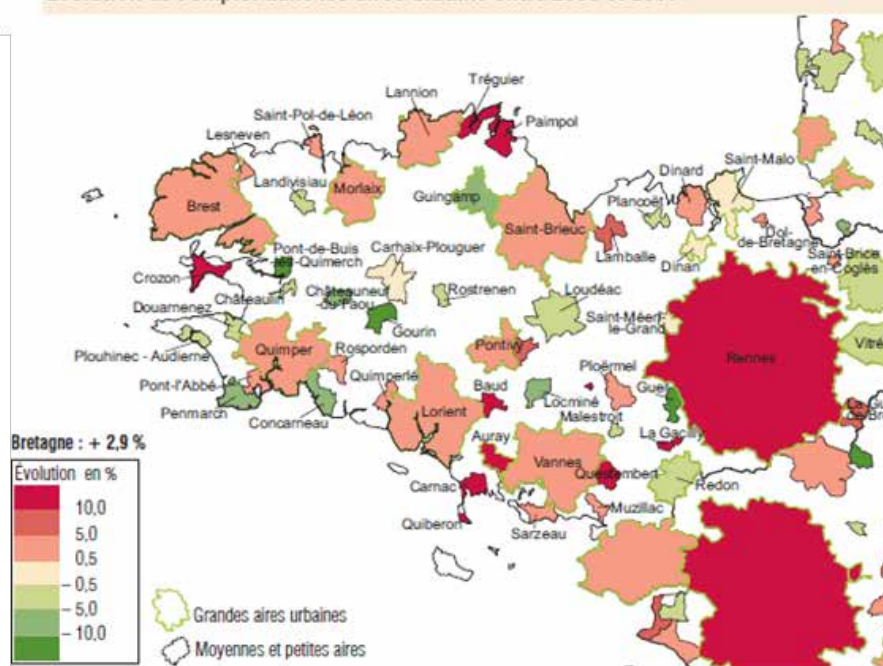 Tréguier
Lannion
Saint-Pol-de-Léon
Paimpol
Lesneven
Saint-Malo
Dinard
Landivisiau
Morlaix
Guingamp
Plancoët
Brest
Saint-Brieuc
Dol-
de-Bretagne
Lamballe
Pont-de-Buis
lès-Quimerch
Carhaix-Plouguer
Dinan
Saint-Brice
en-Coglès
Crozon
Châteaulin
Châteauneuf
du-Faou
Rostrenen
Loudéac
Douarnenez
Gourin
Saint-Méen-
le-Grand
Vitré
Plouhinec - Audierne
Quimper
Rosporden
Pontivy
Rennes
Ploërmel
Pont-l'Abbé
Quimperlé
Baud
Guer
Penmarch
Lorient
Locminé
Malestroit
Concarneau
Auray
La Gacilly
Bretagne : + 2,9 %
Vannes
Questembert
Évolution en %
Carnac
Redon
10,0
Muzillac
Quiberon
Sarzeau
5,0
0,5
– 0,5
– 5,0
– 10,0
Grandes aires urbaines
Moyennes et petites aires